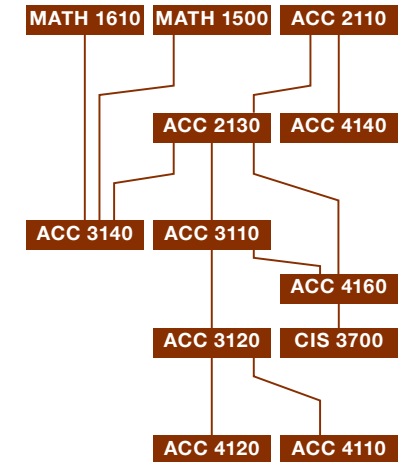 MATH 1610 MATH 1500 ACC 2110
ACC 2130 ACC 4140
ACC 3140 ACC 3110
ACC 4160
ACC 3120 CIS 3700
ACC 4120 ACC 4110